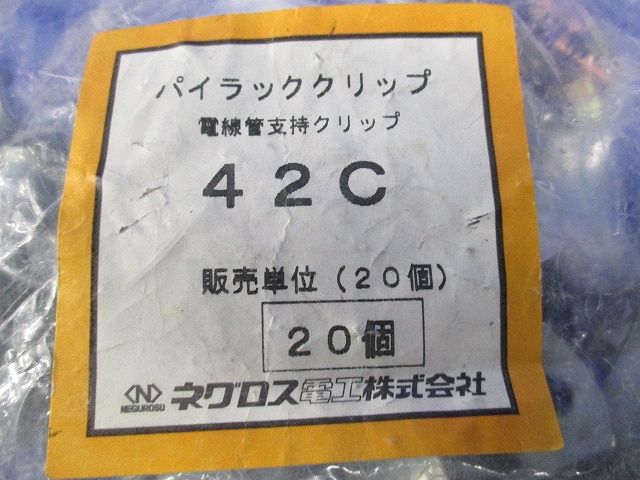 パイラッククリップ
電線管支持クリップ
42C
販売単位(20個)
20個
N
NEGUROSU
ネグロス電工株式会社